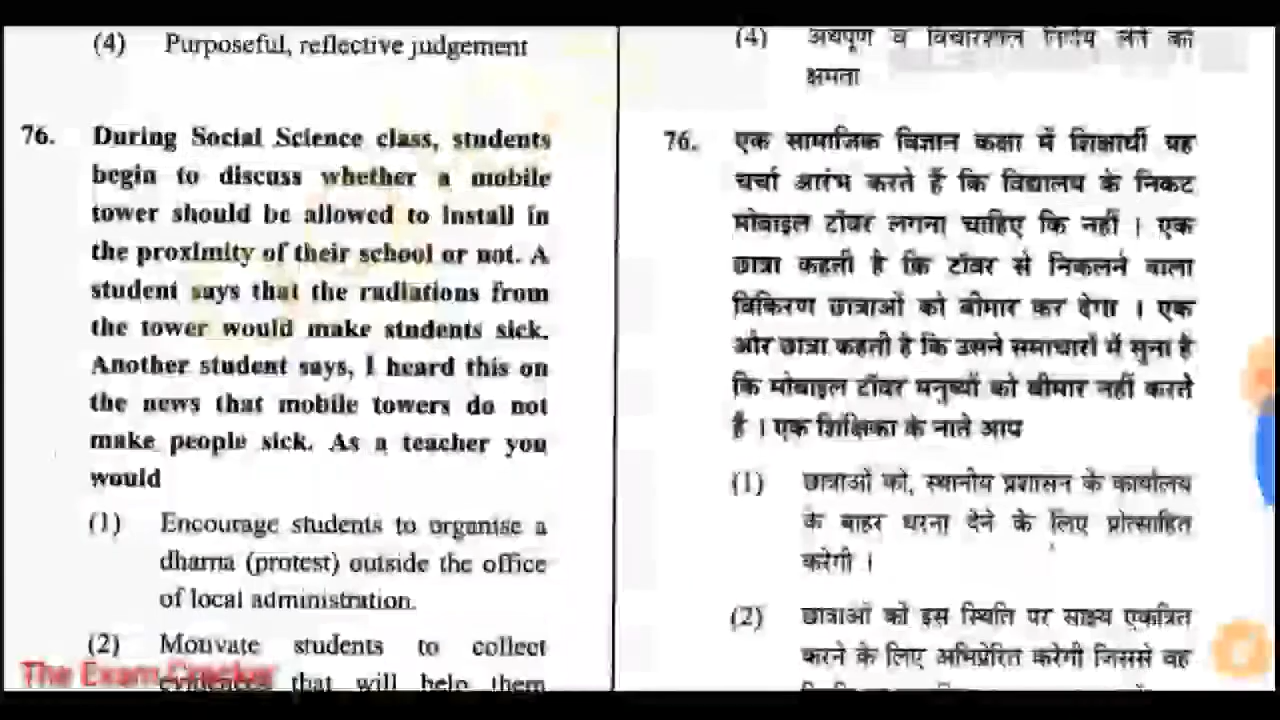 (4) Purposeful, reflective judgement
76. During Social Science class, students
begin to discuss whether a mobile
tower should be allowed to install in
the proximity of their school or not. A
student says that the radiations from
the tower would make students sick.
Another student says, I heard this on
the news that mobile towers do not
make people sick. As a teacher you
would
(1) Encourage students to organise a
dharna (protest) outside the office
of local administration.
(2) Motivate students to collect
that will help them
The Exam Cracker
(4) अर्थपूर्ण व विचारशील निर्णय लेने की
क्षमता
76. एक सामाजिक विज्ञान कक्षा में शिक्षार्थी यह
चर्चा आरंभ करते हैं कि विद्यालय के निकट
मोबाइल टॉवर लगना चाहिए कि नहीं । एक
छात्रा कहती है कि टॉवर से निकलने वाला
विकिरण छात्राओं को बीमार कर देगा । एक
और छात्रा कहती है कि उसने समाचारों में सुना है
कि मोबाइल टॉवर मनुष्यों को बीमार नहीं करते
है । एक शिक्षिका के नाते आप
(1) छात्राओं को, स्थानीय प्रशासन के कार्यालय
के बाहर धरना देने के लिए प्रोत्साहित
करेगी ।
(2) छात्राओं को इस स्थिति पर साक्ष्य एकत्रित
करने के लिए अभिप्रेरित करेगी जिससे वह